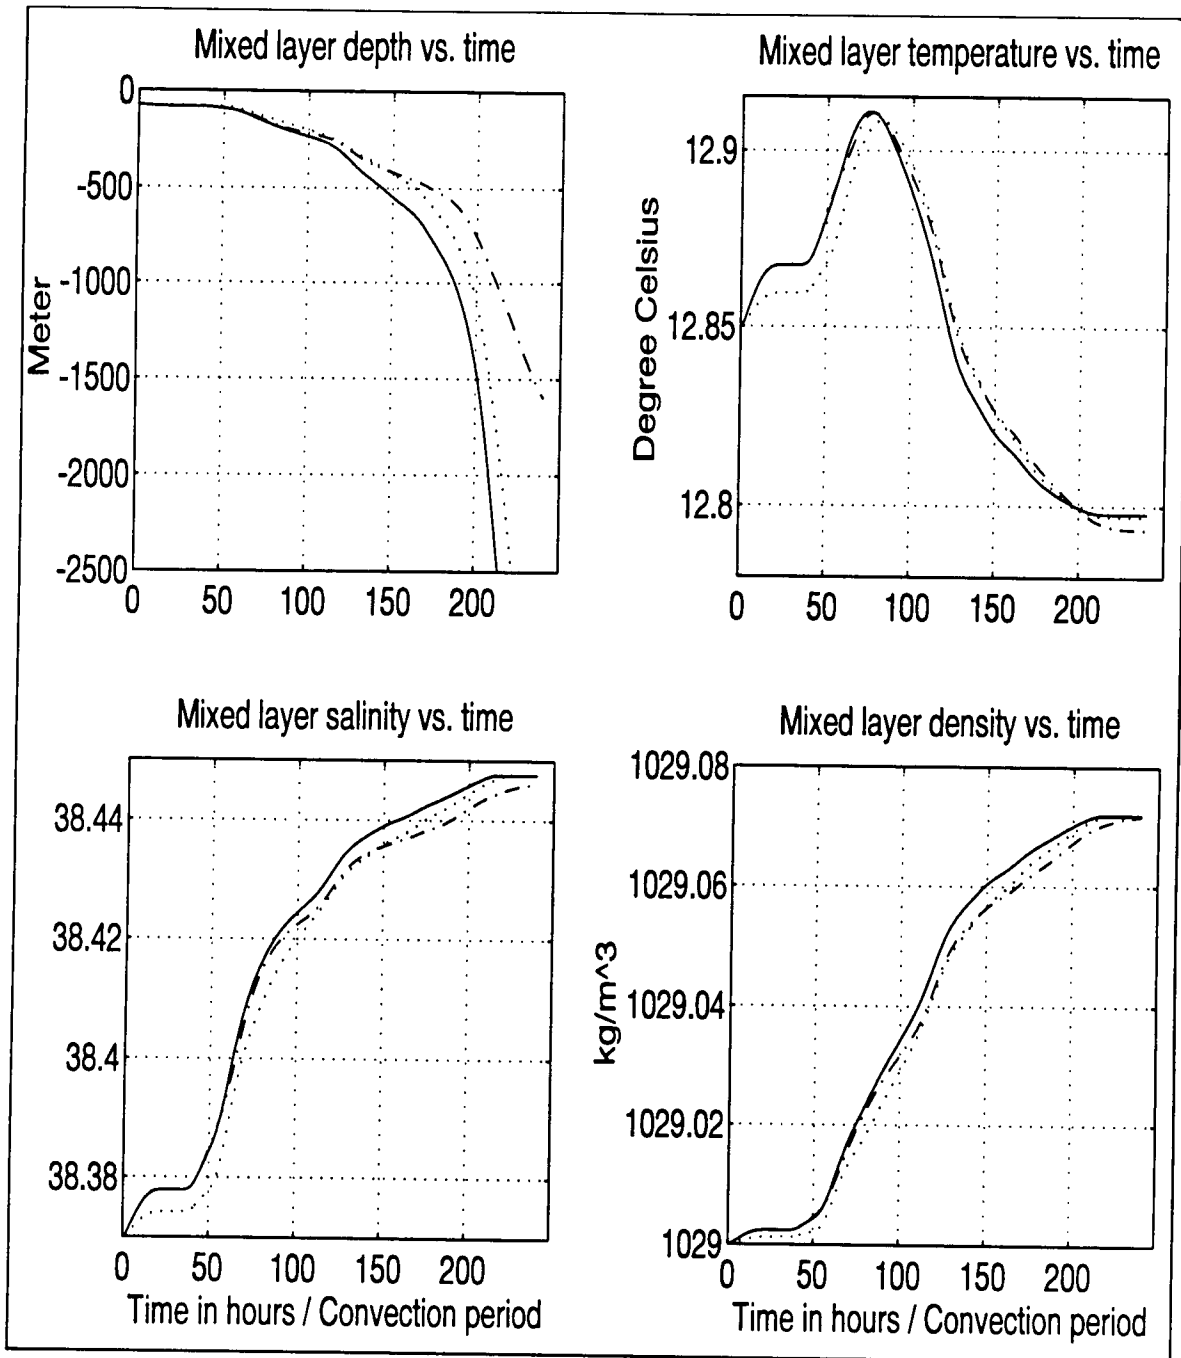 Mixed layer depth vs. time
Meter
0
-500
-1000
-1500
-2000
-2500
0 50 100 150 200
Mixed layer temperature vs. time
Degree Celsius
12.9
12.85
12.8
0 50 100 150 200
Mixed layer salinity vs. time
38.44
38.42
38.4
38.38
0 50 100 150 200
Time in hours / Convection period
Mixed layer density vs. time
kg/m^3
1029.08
1029.06
1029.04
1029.02
1029
0 50 100 150 200
Time in hours / Convection period